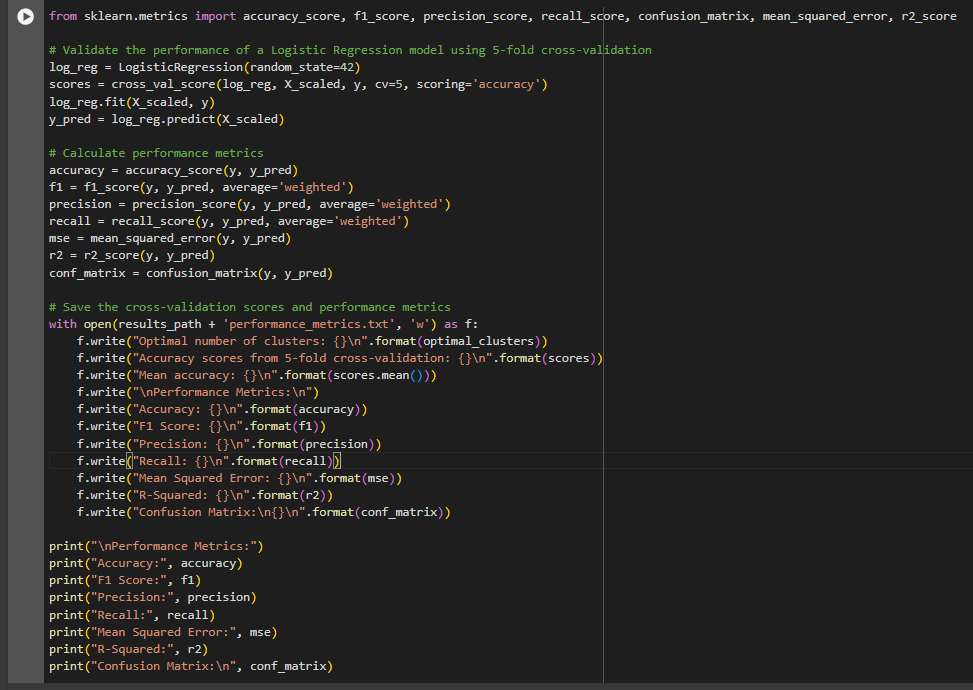 from sklearn.metrics import accuracy_score, f1_score, precision_score, recall_score, confusion_matrix, mean_squared_error, r2_score
# Validate the performance of a Logistic Regression model using 5-fold cross-validation
log_reg = LogisticRegression(random_state=42)
scores = cross_val_score(log_reg, X_scaled, y, cv=5, scoring='accuracy')
log_reg.fit(X_scaled, y)
y_pred = log_reg.predict(X_scaled)
# Calculate performance metrics
accuracy = accuracy_score(y, y_pred)
f1 = f1_score(y, y_pred, average='weighted')
precision = precision_score(y, y_pred, average='weighted')
recall = recall_score(y, y_pred, average='weighted')
mse = mean_squared_error(y, y_pred)
r2 = r2_score(y, y_pred)
conf_matrix = confusion_matrix(y, y_pred)
# Save the cross-validation scores and performance metrics
with open(results_path + 'performance_metrics.txt', 'w') as f:
    f.write("Optimal number of clusters: {}\n".format(optimal_clusters))
    f.write("Accuracy scores from 5-fold cross-validation: {}\n".format(scores))
    f.write("Mean accuracy: {}\n".format(scores.mean()))
    f.write("\nPerformance Metrics:\n")
    f.write("Accuracy: {}\n".format(accuracy))
    f.write("F1 Score: {}\n".format(f1))
    f.write("Precision: {}\n".format(precision))
    f.write("Recall: {}\n".format(recall))
    f.write("Mean Squared Error: {}\n".format(mse))
    f.write("R-Squared: {}\n".format(r2))
    f.write("Confusion Matrix:\n{}\n".format(conf_matrix))
print("\nPerformance Metrics:")
print("Accuracy:", accuracy)
print("F1 Score:", f1)
print("Precision:", precision)
print("Recall:", recall)
print("Mean Squared Error:", mse)
print("R-Squared:", r2)
print("Confusion Matrix:\n", conf_matrix)